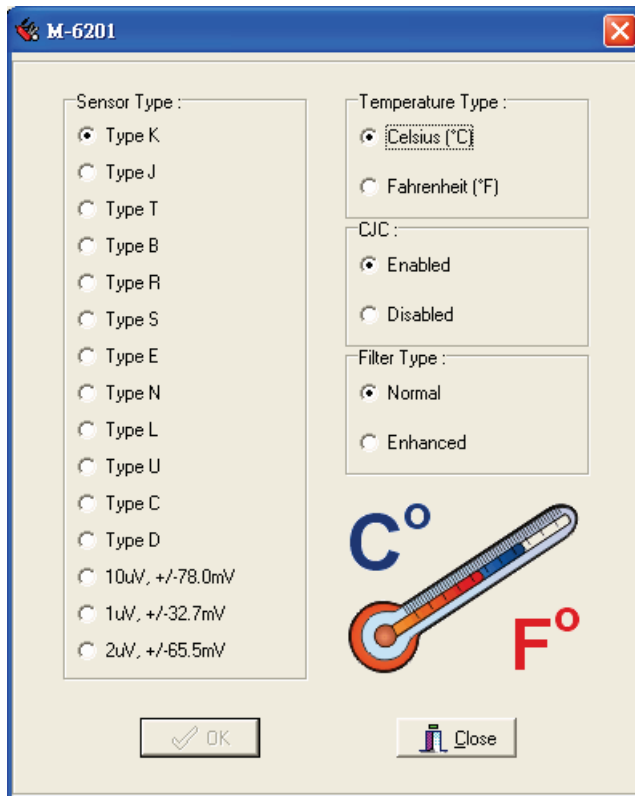 M-6201
Sensor Type :
Type K
Type J
Type T
Type B
Type R
Type S
Type E
Type N
Type L
Type U
Type C
Type D
10uV, +/-78.0mV
1uV, +/-32.7mV
2uV, +/-65.5mV
Temperature Type :
Celsius (°C)
Fahrenheit (°F)
CJC :
Enabled
Disabled
Filter Type :
Normal
Enhanced
C°
F°
OK
Close